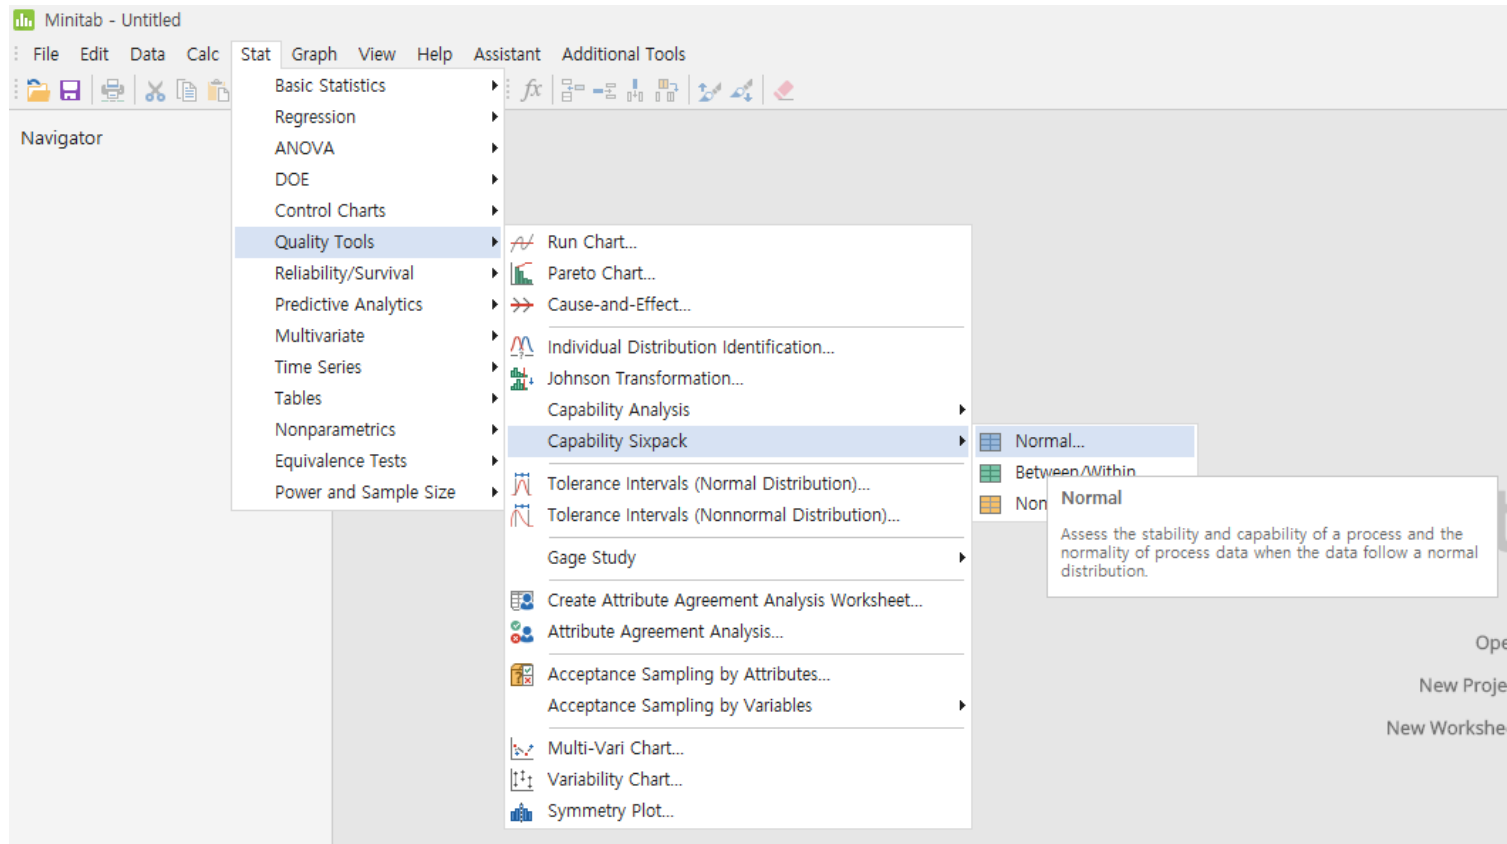 Minitab - Untitled
File Edit Data Calc Stat Graph View Help Assistant Additional Tools
fx
Navigator
Basic Statistics
Regression
ANOVA
DOE
Control Charts
Quality Tools
Reliability/Survival
Predictive Analytics
Multivariate
Time Series
Tables
Nonparametrics
Equivalence Tests
Power and Sample Size
Run Chart...
Pareto Chart...
Cause-and-Effect...
Individual Distribution Identification...
Johnson Transformation...
Capability Analysis
Capability Sixpack
Tolerance Intervals (Normal Distribution)...
Tolerance Intervals (Nonnormal Distribution)...
Gage Study
Create Attribute Agreement Analysis Worksheet...
Attribute Agreement Analysis...
Acceptance Sampling by Attributes...
Acceptance Sampling by Variables
Multi-Vari Chart...
Variability Chart...
Symmetry Plot...
Normal...
Between/Within
Non
Normal
Assess the stability and capability of a process and the
normality of process data when the data follow a normal
distribution.
Ope
New Proje
New Workshe